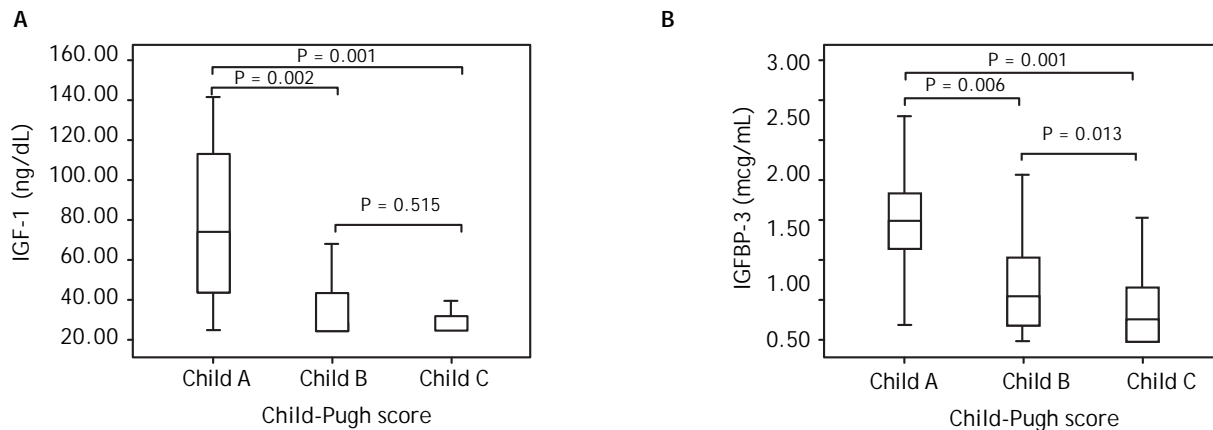 A
160.00
140.00
120.00
100.00
80.00
60.00
40.00
20.00
IGF-1 (ng/dL)
P = 0.001
P = 0.002
P = 0.515
Child A Child B Child C
Child-Pugh score
B
3.00
2.50
2.00
1.50
1.00
0.50
IGFBP-3 (mcg/mL)
P = 0.001
P = 0.006
P = 0.013
Child A Child B Child C
Child-Pugh score